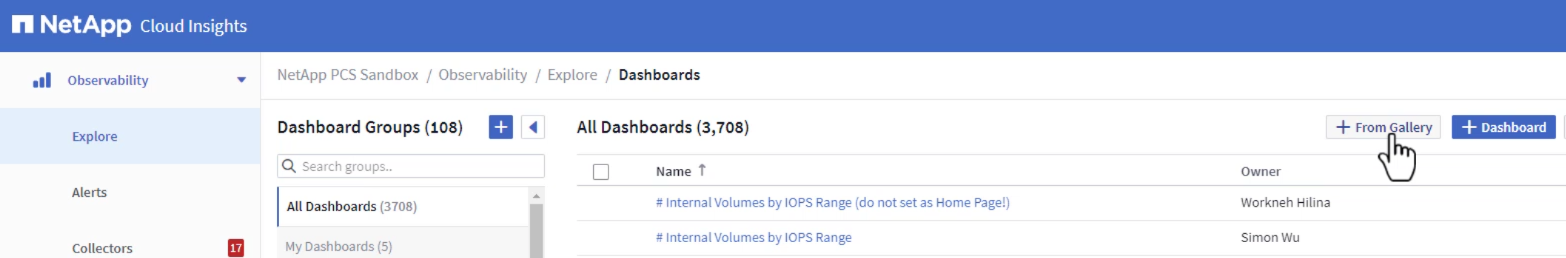 NetApp Cloud Insights
Observability
NetApp PCS Sandbox / Observability / Explore / Dashboards
Explore
Alerts
Collectors 17
Dashboard Groups (108) +
Search groups..
All Dashboards (3708)
My Dashboards (5)
All Dashboards (3,708)
+ From Gallery + Dashboard
Name ↑ Owner
# Internal Volumes by IOPS Range (do not set as Home Page!) Workneh Hilina
# Internal Volumes by IOPS Range Simon Wu